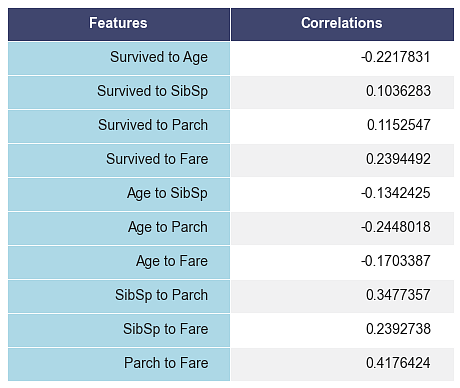 Features Correlations
Survived to Age -0.2217831
Survived to SibSp 0.1036283
Survived to Parch 0.1152547
Survived to Fare 0.2394492
Age to SibSp -0.1342425
Age to Parch -0.2448018
Age to Fare -0.1703387
SibSp to Parch 0.3477357
SibSp to Fare 0.2392738
Parch to Fare 0.4176424